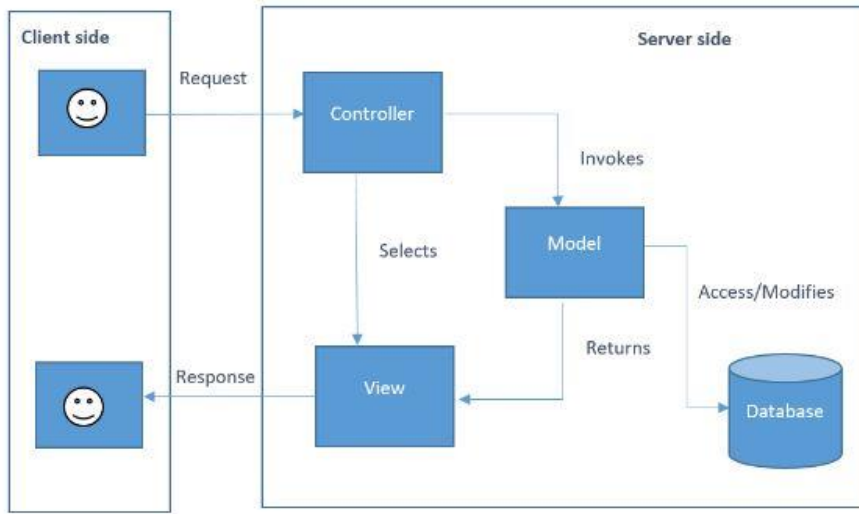 Client side
Server side
Request
Controller
Invokes
Selects
Model
Access/Modifies
Returns
Response
View
Database